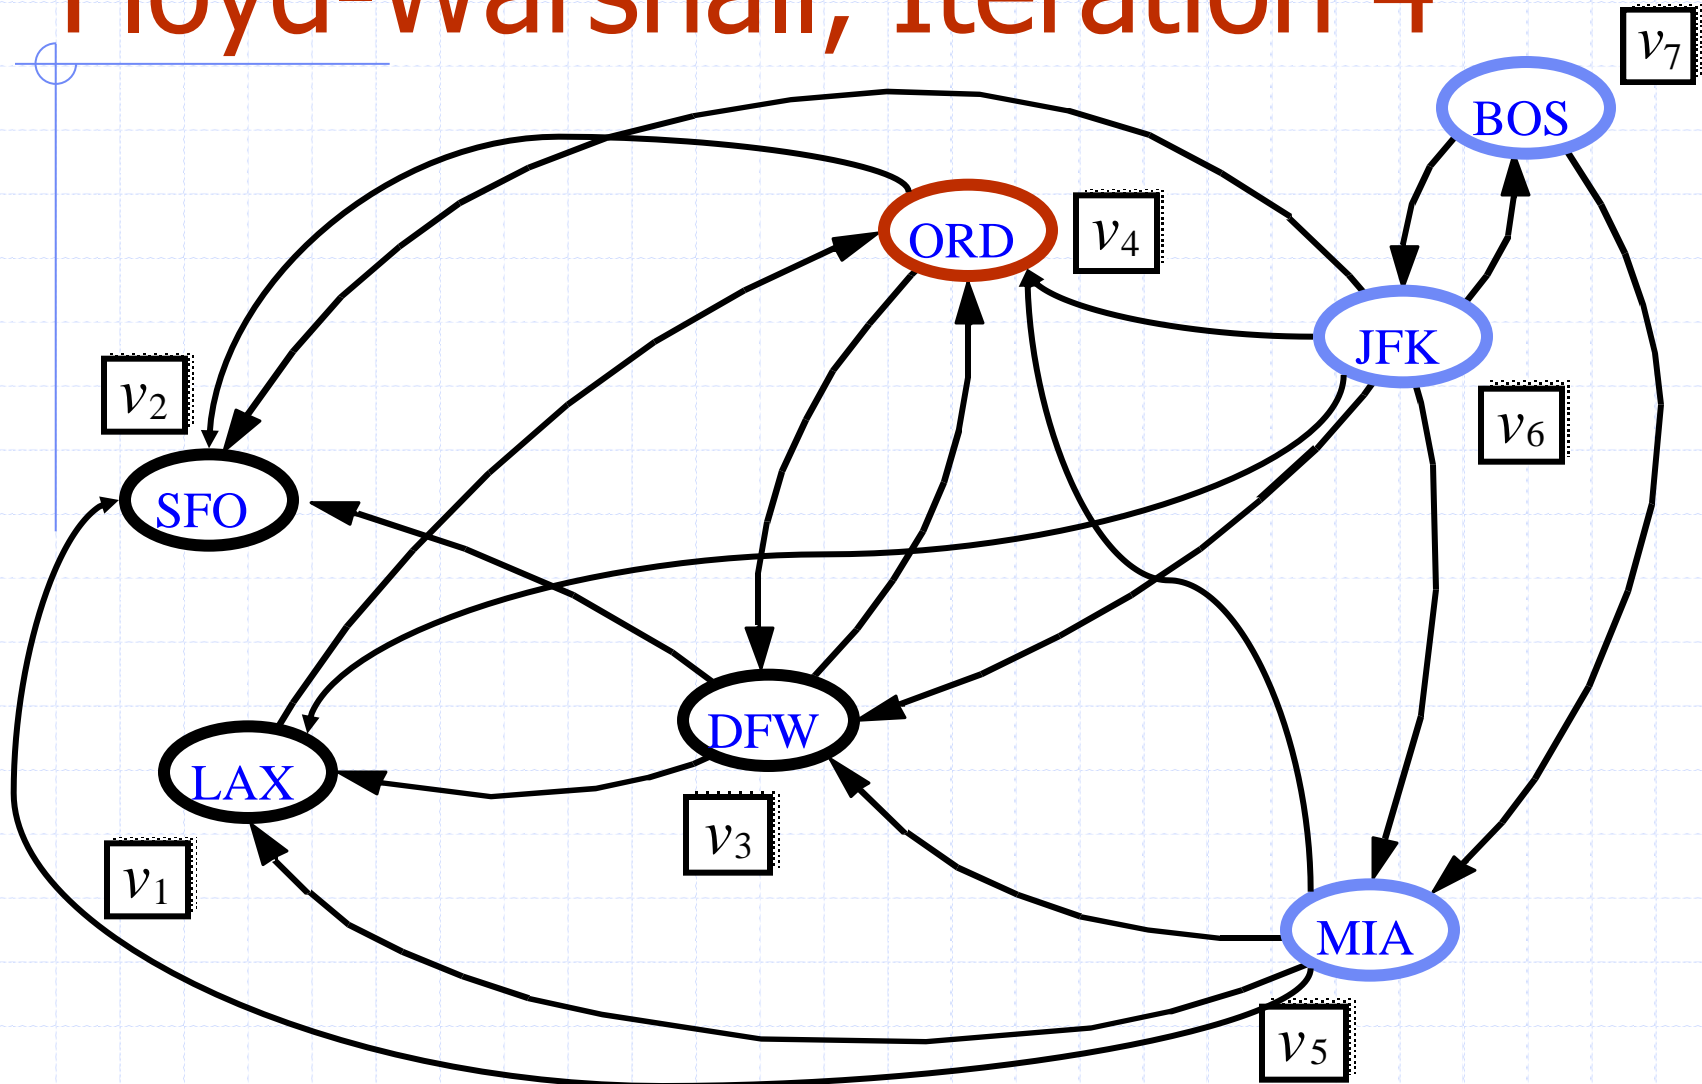 Floyd-Warshall, Iteration 4
v7
BOS
ORD
v4
JFK
v2
v6
SFO
DFW
LAX
v3
v1
MIA
v5